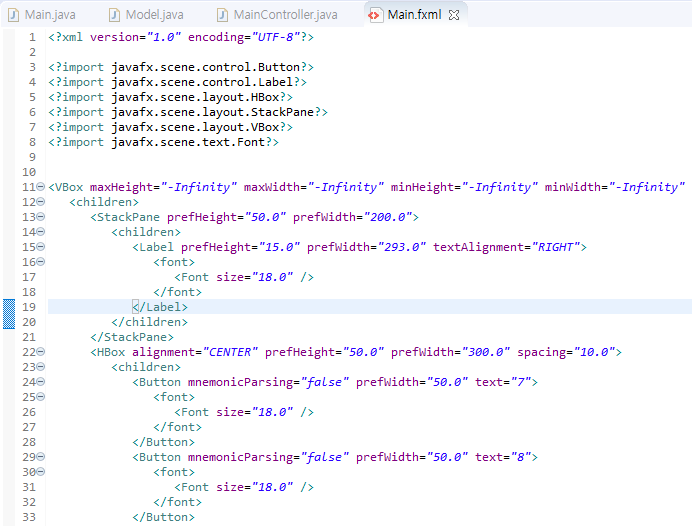 Main.java Model.java MainController.java Main.fxml
1 <?xml version="1.0" encoding="UTF-8"?>
2
3 <?import javafx.scene.control.Button?>
4 <?import javafx.scene.control.Label?>
5 <?import javafx.scene.layout.HBox?>
6 <?import javafx.scene.layout.StackPane?>
7 <?import javafx.scene.layout.VBox?>
8 <?import javafx.scene.text.Font?>
9
10
11 <VBox maxHeight="-Infinity" maxWidth="-Infinity" minHeight="-Infinity" minWidth="-Infinity"
12    <children>
13       <StackPane prefHeight="50.0" prefWidth="200.0">
14          <children>
15             <Label prefHeight="15.0" prefWidth="293.0" textAlignment="RIGHT">
16                <font>
17                   <Font size="18.0" />
18                </font>
19             </Label>
20          </children>
21       </StackPane>
22       <HBox alignment="CENTER" prefHeight="50.0" prefWidth="300.0" spacing="10.0">
23          <children>
24             <Button mnemonicParsing="false" prefWidth="50.0" text="7">
25                <font>
26                   <Font size="18.0" />
27                </font>
28             </Button>
29             <Button mnemonicParsing="false" prefWidth="50.0" text="8">
30                <font>
31                   <Font size="18.0" />
32                </font>
33             </Button>